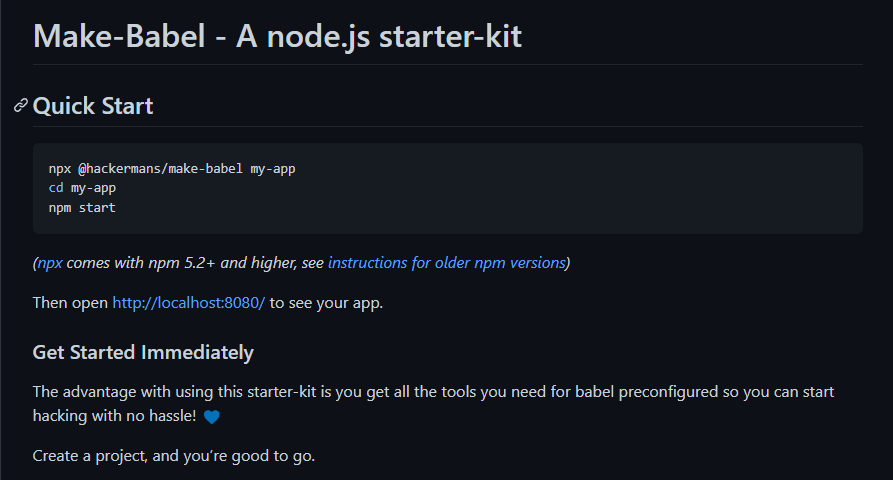 Make-Babel - A node.js starter-kit
Quick Start
npx @hackermans/make-babel my-app
cd my-app
npm start
(npx comes with npm 5.2+ and higher, see instructions for older npm versions)
Then open http://localhost:8080/ to see your app.
Get Started Immediately
The advantage with using this starter-kit is you get all the tools you need for babel preconfigured so you can start
hacking with no hassle! 💙
Create a project, and you’re good to go.